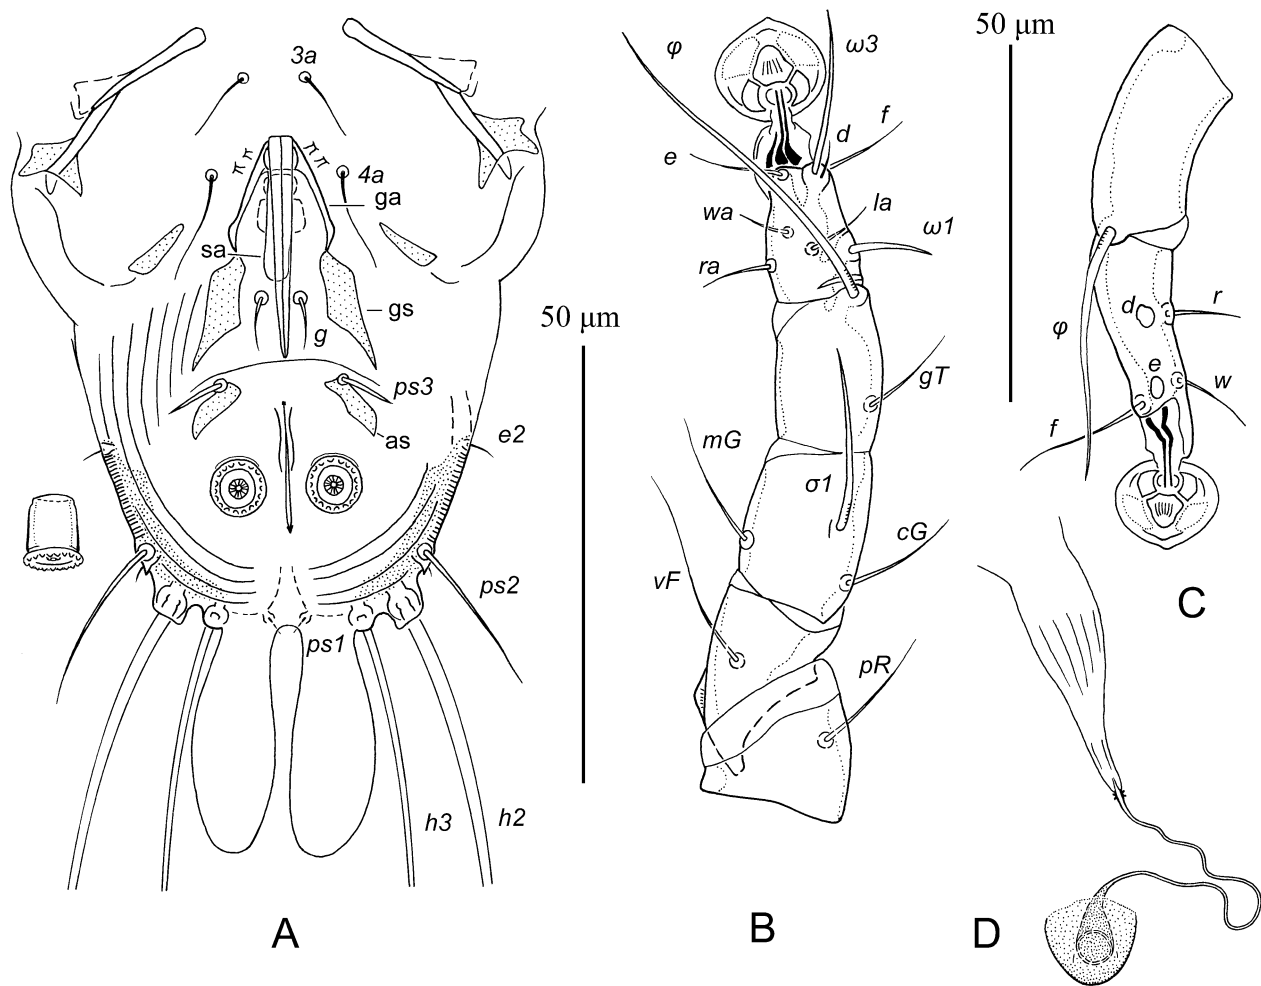 3a
4a
ga
sa
gs
g
ps3
as
e2
50 µm
ps2
ps1
h3
h2
A
φ
ω3
d
f
e
wa
la
ω1
ra
gT
mG
σ1
cG
vF
pR
B
50 µm
d
r
φ
e
w
f
C
D